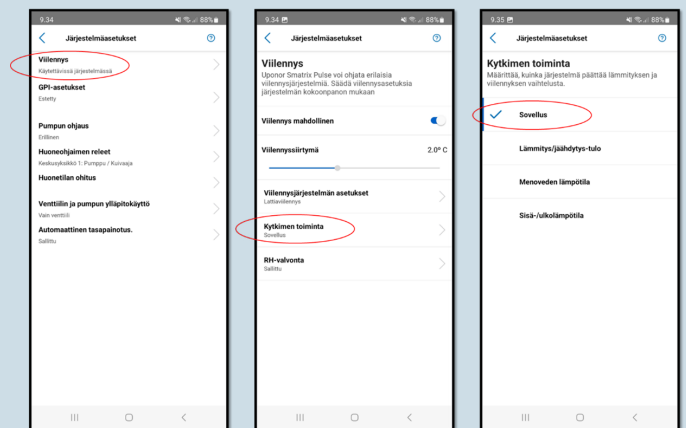 9.34
88%
Järjestelmäasetukset
Viilennys
Käytettävissä järjestelmässä
GPI-asetukset
Estetty
Pumpun ohjaus
Erillinen
Huoneohjaimen releet
Keskusyksikkö 1: Pumppu / Kuivaaja
Huonetilan ohitus
Venttiilin ja pumpun ylläpitokäyttö
Vain venttiili
Automaattinen tasapainotus.
Sallittu
9.34
88%
Järjestelmäasetukset
Viilennys
Uponor Smatrix Pulse voi ohjata erilaisia
viilennysjärjestelmiä. Säädä viilennysasetuksia
järjestelmän kokoonpanon mukaan
Viilennys mahdollinen
Viilennyssiirtymä 2.0° C
Viilennysjärjestelmän asetukset
Lattiaviilennys
Kytkimen toiminta
Sovellus
RH-valvonta
Sallittu
9.35
88%
Järjestelmäasetukset
Kytkimen toiminta
Määrittää, kuinka järjestelmä päättää lämmityksen ja
viilennyksen vaihtelusta.
Sovellus
Lämmitys/jäähdytys-tulo
Menoveden lämpötila
Sisä-/ulkolämpötila